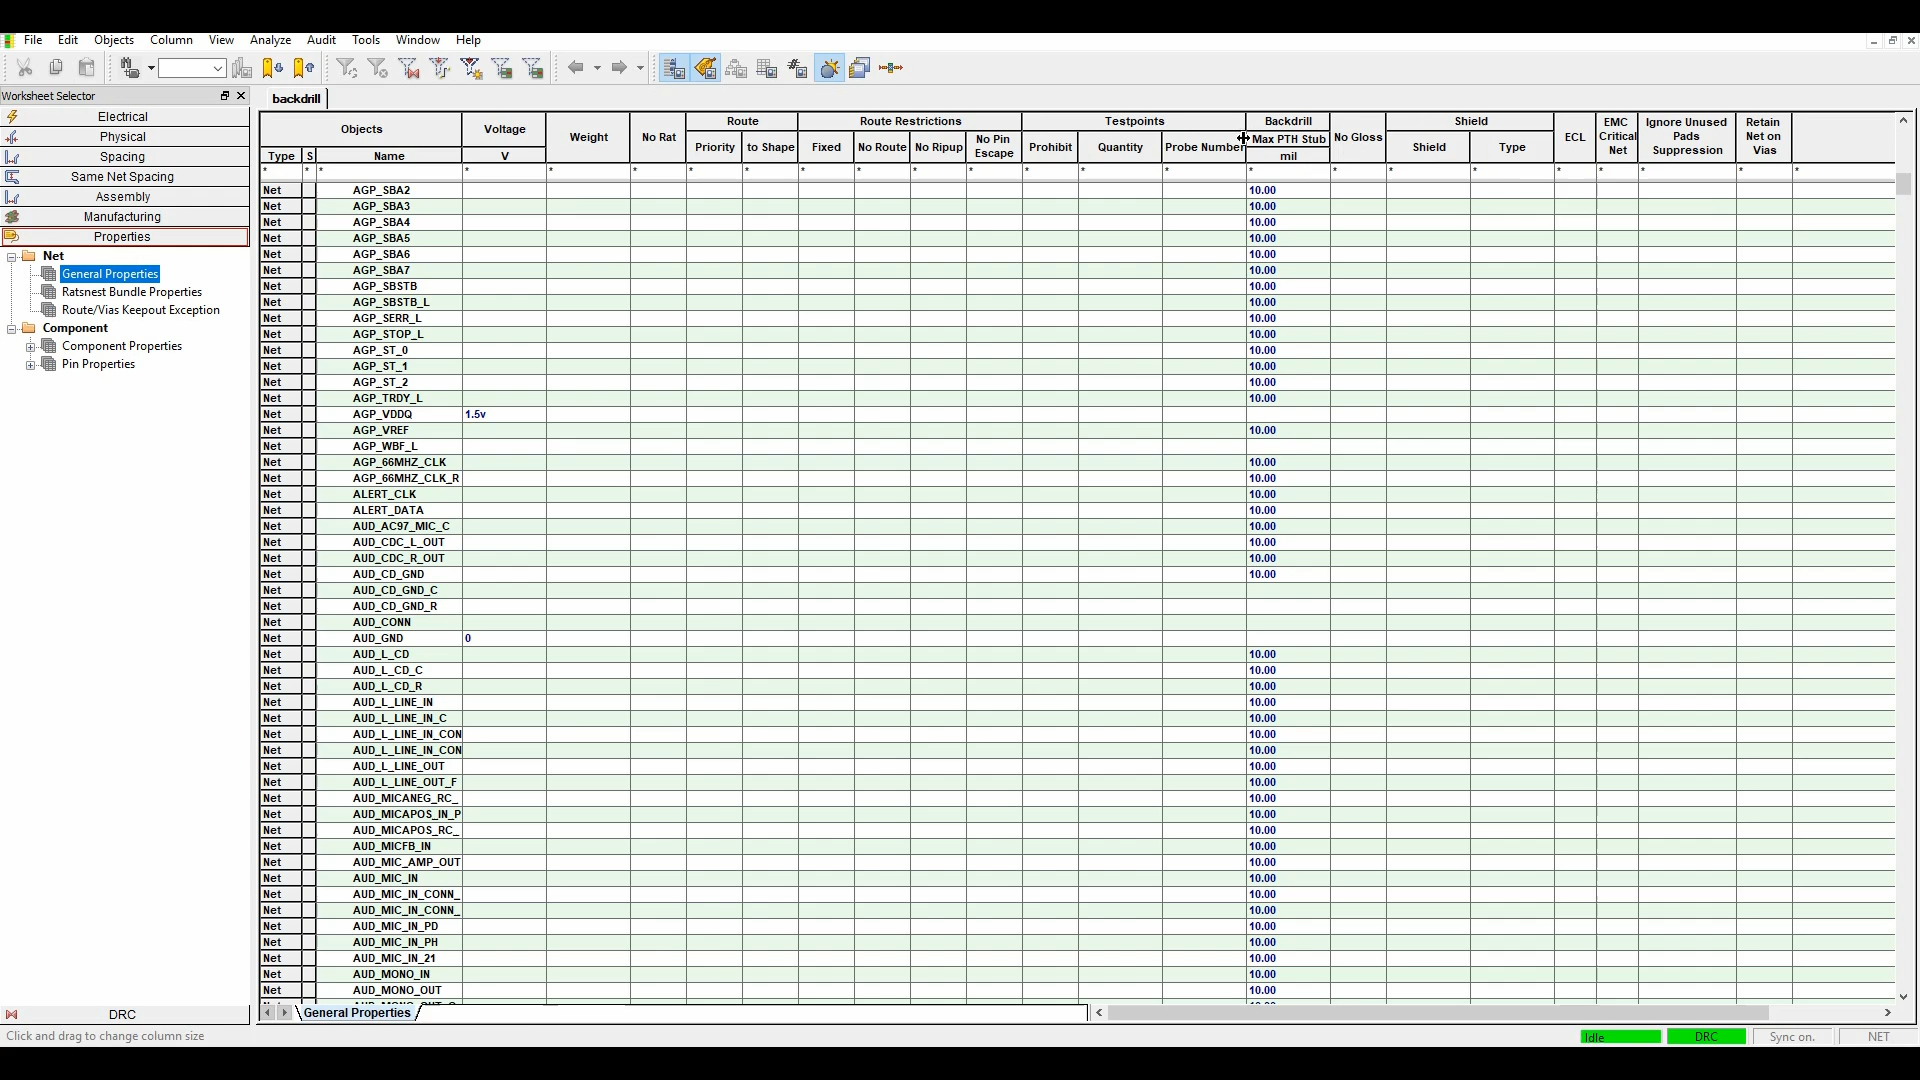 File Edit Objects Column View Analyze Audit Tools Window Help
Worksheet Selector
Electrical
Physical
Spacing
Same Net Spacing
Assembly
Manufacturing
Properties
Net
General Properties
Ratsnest Bundle Properties
Route/Vias Keepout Exception
Component
Component Properties
Pin Properties
DRC
backdrill
Objects Voltage Weight No Rat Route Route Restrictions Testpoints Backdrill No Gloss Shield ECL EMC Critical Net Ignore Unused Pads Suppression Retain Net on Vias
Priority to Shape Fixed No Route No Ripup No Pin Escape Prohibit Quantity Probe Number Max PTH Stub Shield Type
Type S Name V mil
* * * * * * * * * * * * * * * * * * * * * * * *
Net AGP_SBA2 10.00
Net AGP_SBA3 10.00
Net AGP_SBA4 10.00
Net AGP_SBA5 10.00
Net AGP_SBA6 10.00
Net AGP_SBA7 10.00
Net AGP_SBSTB 10.00
Net AGP_SBSTB_L 10.00
Net AGP_SERR_L 10.00
Net AGP_STOP_L 10.00
Net AGP_ST_0 10.00
Net AGP_ST_1 10.00
Net AGP_ST_2 10.00
Net AGP_TRDY_L 10.00
Net AGP_VDDQ 1.5v
Net AGP_VREF 10.00
Net AGP_WBF_L
Net AGP_66MHZ_CLK 10.00
Net AGP_66MHZ_CLK_R 10.00
Net ALERT_CLK 10.00
Net ALERT_DATA 10.00
Net AUD_AC97_MIC_C 10.00
Net AUD_CDC_L_OUT 10.00
Net AUD_CDC_R_OUT 10.00
Net AUD_CD_GND 10.00
Net AUD_CD_GND_C
Net AUD_CD_GND_R
Net AUD_CONN
Net AUD_GND 0
Net AUD_L_CD 10.00
Net AUD_L_CD_C 10.00
Net AUD_L_CD_R 10.00
Net AUD_L_LINE_IN 10.00
Net AUD_L_LINE_IN_C 10.00
Net AUD_L_LINE_IN_CON 10.00
Net AUD_L_LINE_IN_CON 10.00
Net AUD_L_LINE_OUT 10.00
Net AUD_L_LINE_OUT_F 10.00
Net AUD_MICANEG_RC_ 10.00
Net AUD_MICAPOS_IN_P 10.00
Net AUD_MICAPOS_RC_ 10.00
Net AUD_MICFB_IN 10.00
Net AUD_MIC_AMP_OUT 10.00
Net AUD_MIC_IN 10.00
Net AUD_MIC_IN_CONN_ 10.00
Net AUD_MIC_IN_CONN_ 10.00
Net AUD_MIC_IN_PD 10.00
Net AUD_MIC_IN_PH 10.00
Net AUD_MIC_IN_21 10.00
Net AUD_MONO_IN 10.00
Net AUD_MONO_OUT 10.00
General Properties
Click and drag to change column size
Idle DRC Sync on. NET